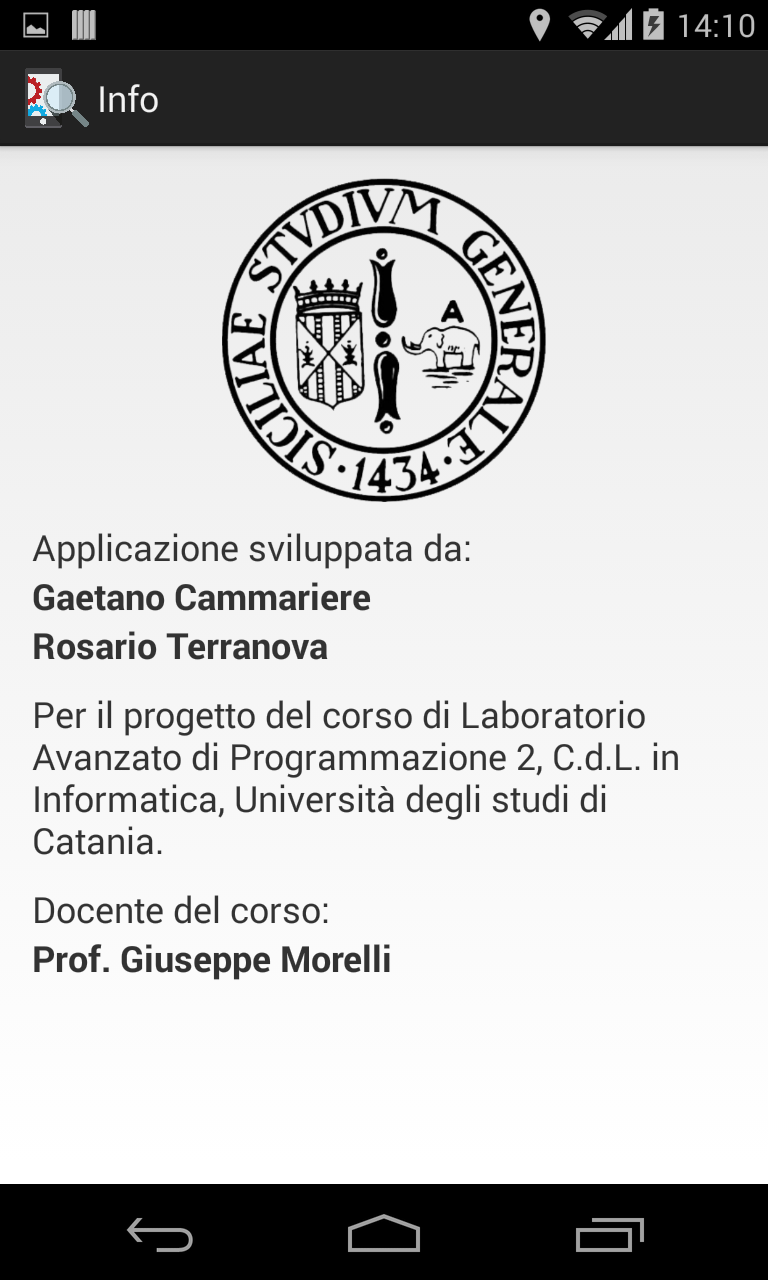 14:10
Info
SICILIAE STVDIVM GENERALE
· 1434 ·
A
Applicazione sviluppata da:
Gaetano Cammariere
Rosario Terranova
Per il progetto del corso di Laboratorio
Avanzato di Programmazione 2, C.d.L. in
Informatica, Università degli studi di
Catania.
Docente del corso:
Prof. Giuseppe Morelli